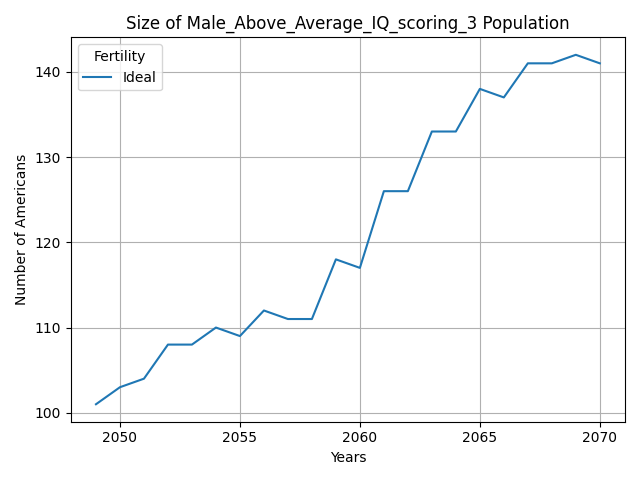 Size of Male_Above_Average_IQ_scoring_3 Population
Fertility
Ideal
Number of Americans
140
130
120
110
100
2050 2055 2060 2065 2070
Years